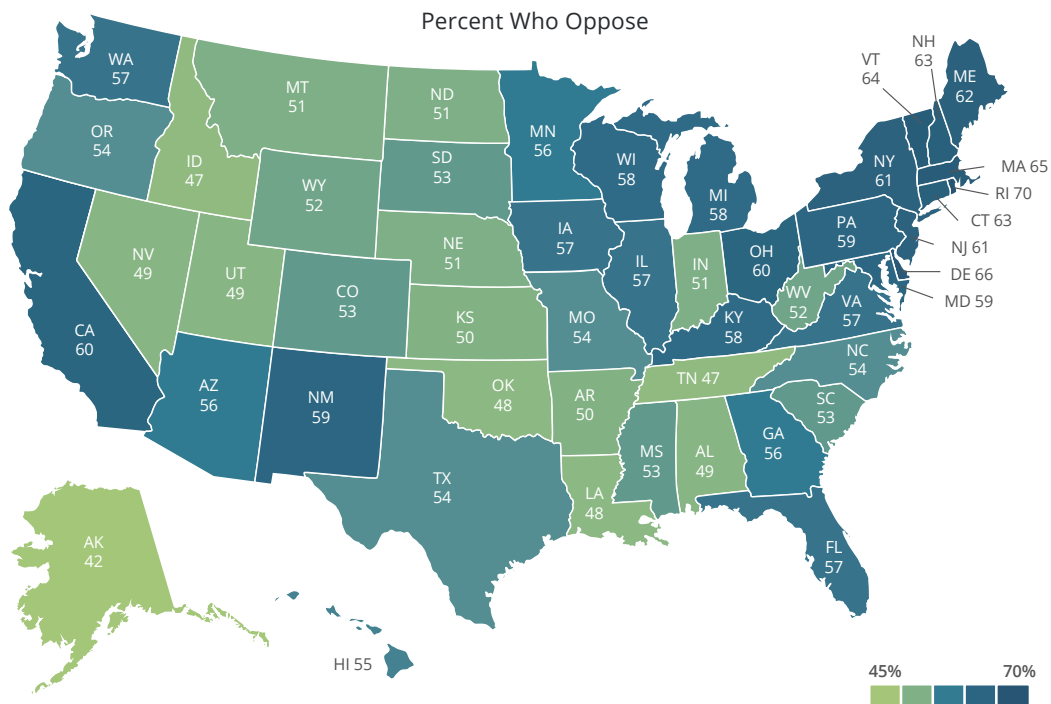 Percent Who Oppose
WA
57
OR
54
CA
60
NV
49
ID
47
MT
51
WY
52
UT
49
AZ
56
CO
53
NM
59
ND
51
SD
53
NE
51
KS
50
OK
48
TX
54
MN
56
IA
57
MO
54
AR
50
LA
48
WI
58
IL
57
MI
58
IN
51
OH
60
KY
58
TN 47
MS
53
AL
49
GA
56
FL
57
SC
53
NC
54
VA
57
WV
52
PA
59
NY
61
VT
64
NH
63
ME
62
MA 65
RI 70
CT 63
NJ 61
DE 66
MD 59
AK
42
HI 55
45%
70%